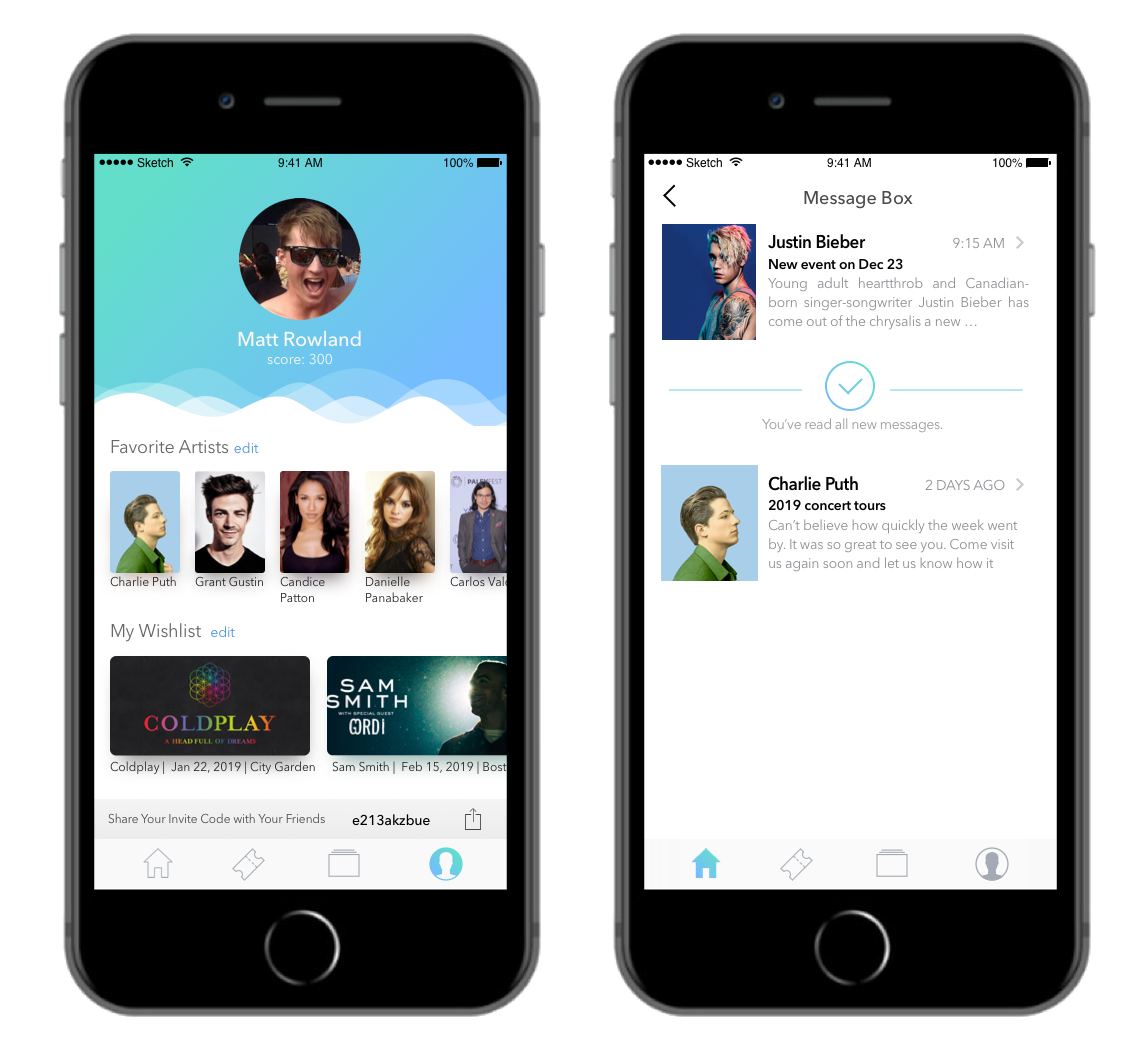 ●●●●● Sketch 9:41 AM 100%
Matt Rowland
score: 300
Favorite Artists edit
PALEYFEST
Charlie Puth Grant Gustin Candice Patton Danielle Panabaker Carlos Val
My Wishlist edit
COLDPLAY
A HEAD FULL OF DREAMS
SAM
SMITH
WITH SPECIAL GUEST
GORDI
Coldplay | Jan 22, 2019 | City Garden
Sam Smith | Feb 15, 2019 | Bost
Share Your Invite Code with Your Friends e213akzbue
●●●●● Sketch 9:41 AM 100%
Message Box
Justin Bieber 9:15 AM
New event on Dec 23
Young adult heartthrob and Canadian-
born singer-songwriter Justin Bieber has
come out of the chrysalis a new …
You’ve read all new messages.
Charlie Puth 2 DAYS AGO
2019 concert tours
Can’t believe how quickly the week went
by. It was so great to see you. Come visit
us again soon and let us know how it